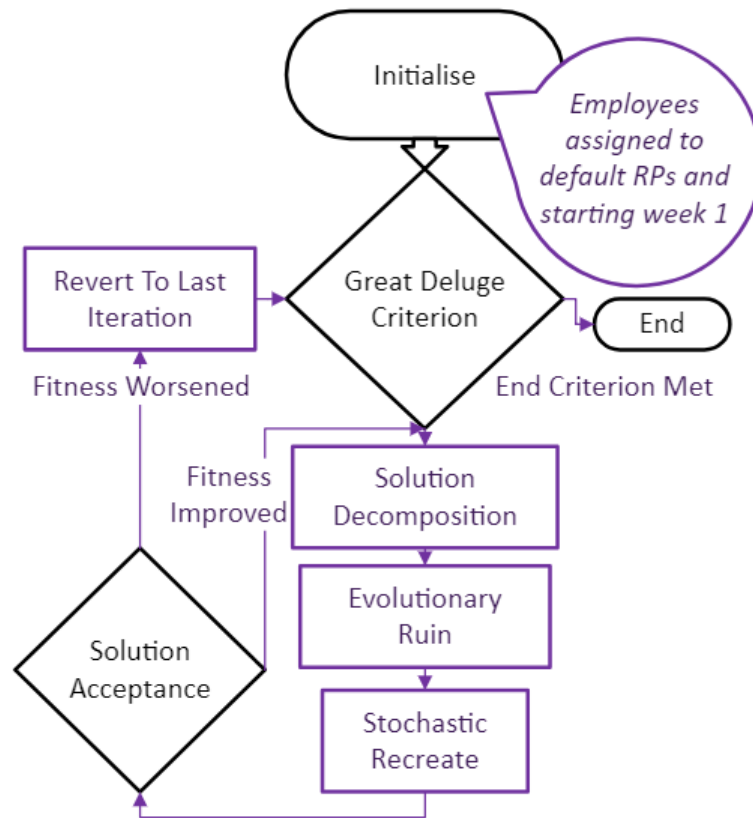 Initialise
Employees
assigned to
default RPs and
starting week 1
Revert To Last
Iteration
Great Deluge
Criterion
End
Fitness Worsened
End Criterion Met
Fitness
Improved
Solution
Decomposition
Evolutionary
Ruin
Solution
Acceptance
Stochastic
Recreate